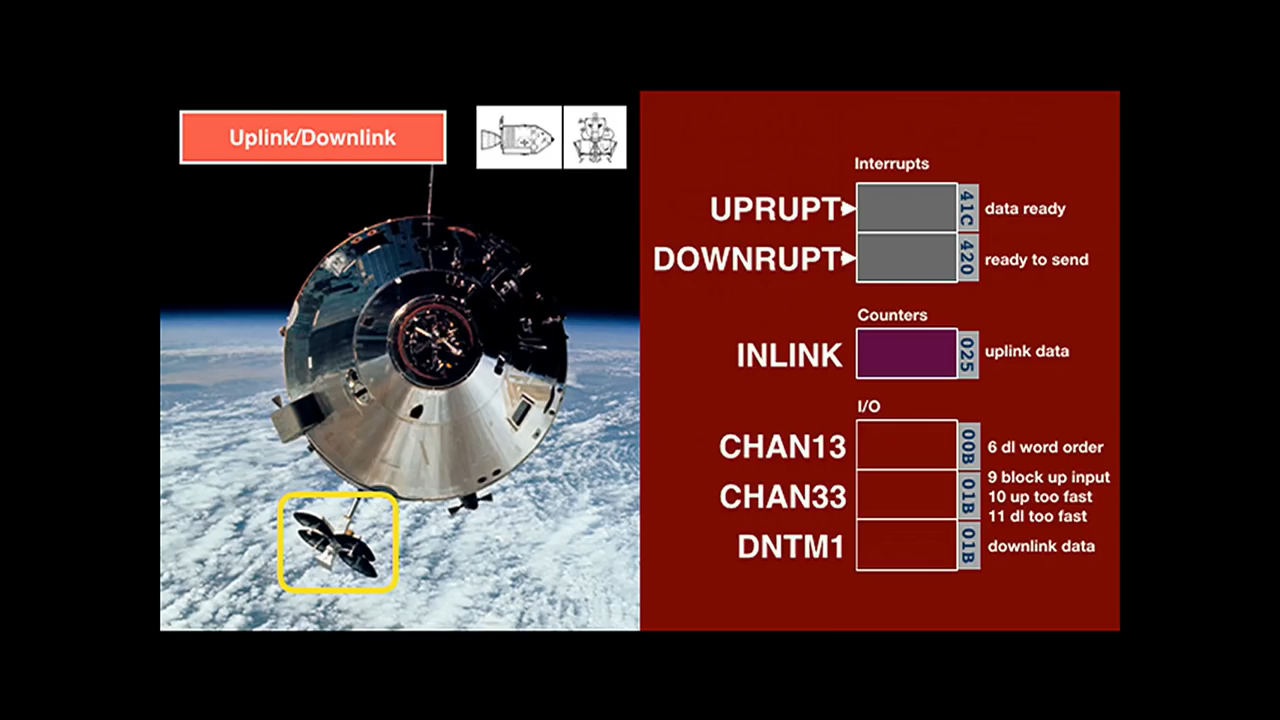 Uplink/Downlink
Interrupts
UPRUPT 41C data ready
DOWNRUPT 420 ready to send
Counters
INLINK 025 uplink data
I/O
CHAN13 00B 6 dl word order
CHAN33 01B 9 block up input
10 up too fast
11 dl too fast
DNTM1 01B downlink data